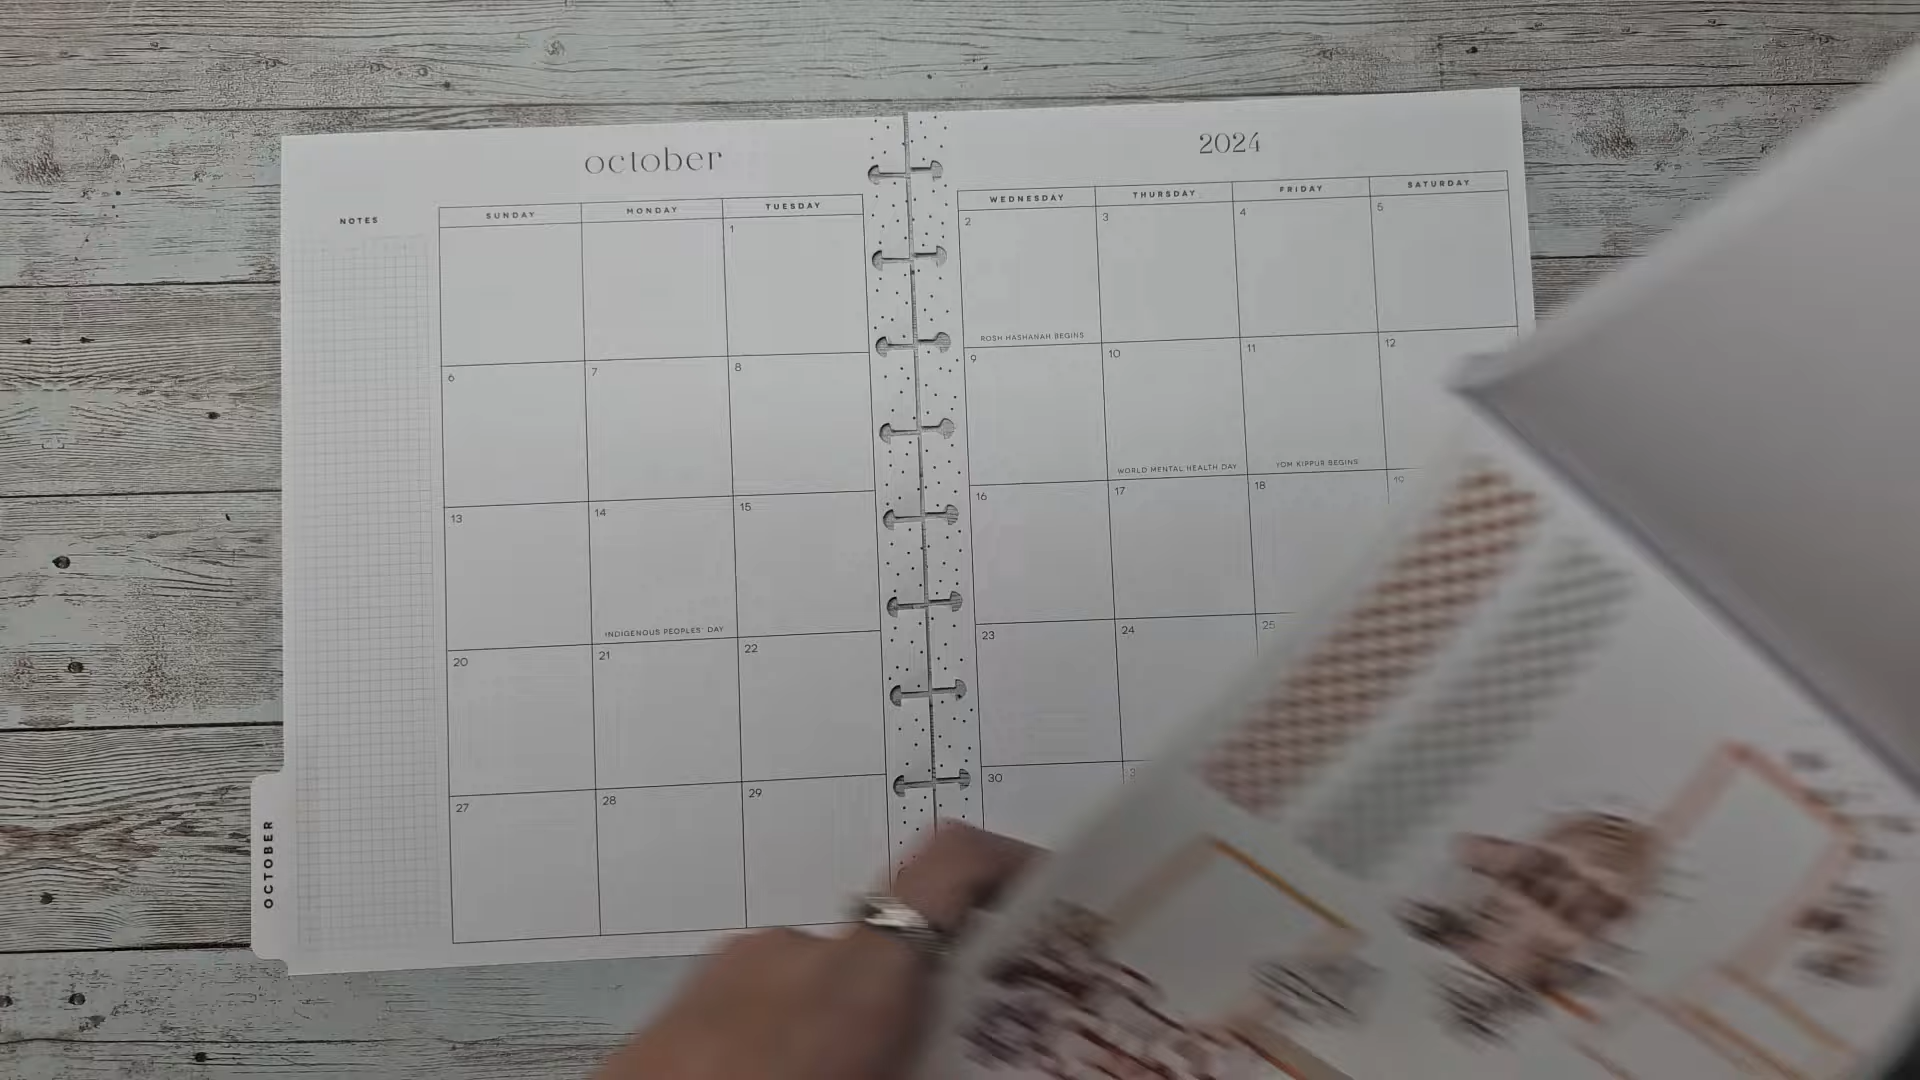 october
2024
NOTES
SUNDAY MONDAY TUESDAY WEDNESDAY THURSDAY FRIDAY SATURDAY
1 2 3 4 5
ROSH HASHANAH BEGINS
6 7 8 9 10 11 12
WORLD MENTAL HEALTH DAY YOM KIPPUR BEGINS
13 14 15 16 17 18 19
INDIGENOUS PEOPLES' DAY
20 21 22 23 24 25
27 28 29 30
OCTOBER